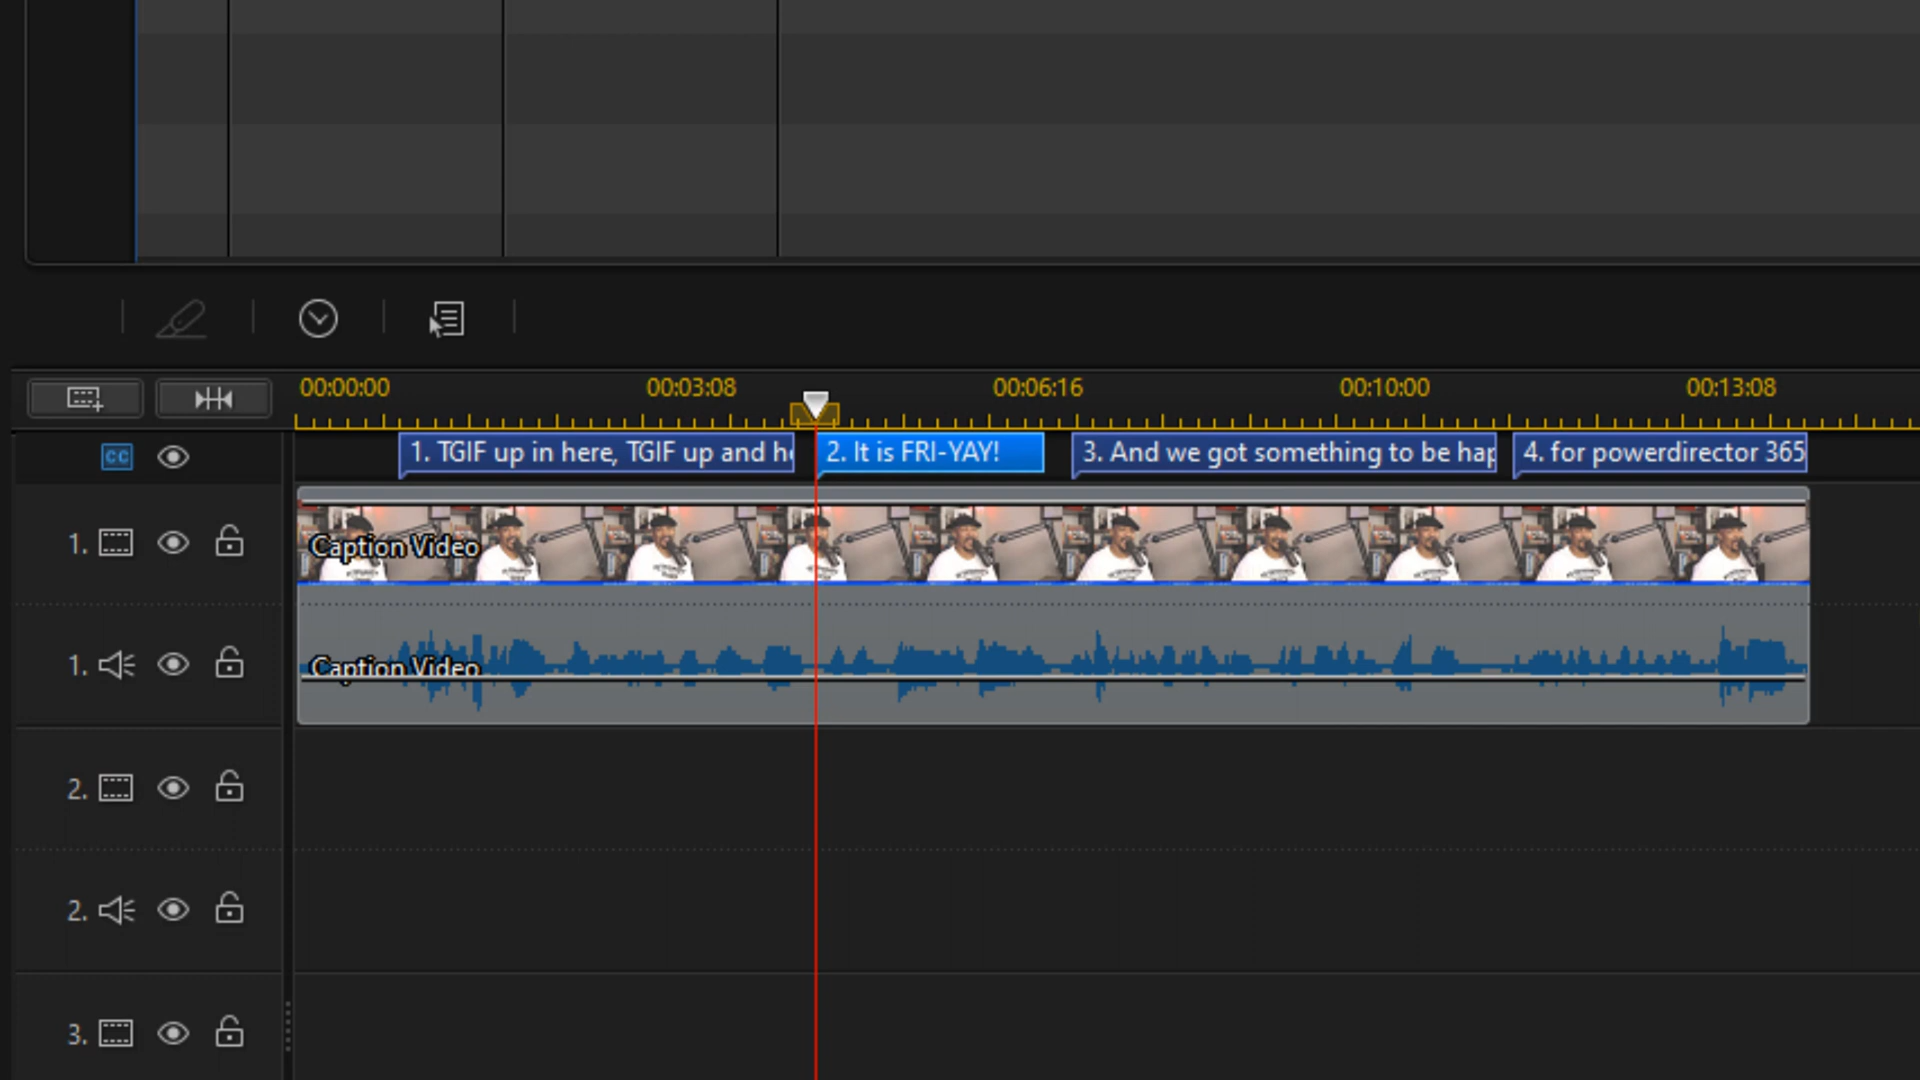 00:00:00 00:03:08 00:06:16 00:10:00 00:13:08
CC 1. TGIF up in here, TGIF up and 2. It is FRI-YAY! 3. And we got something to be 4. for powerdirector 365
1. Caption Video
1. Caption Video
2.
2.
3.